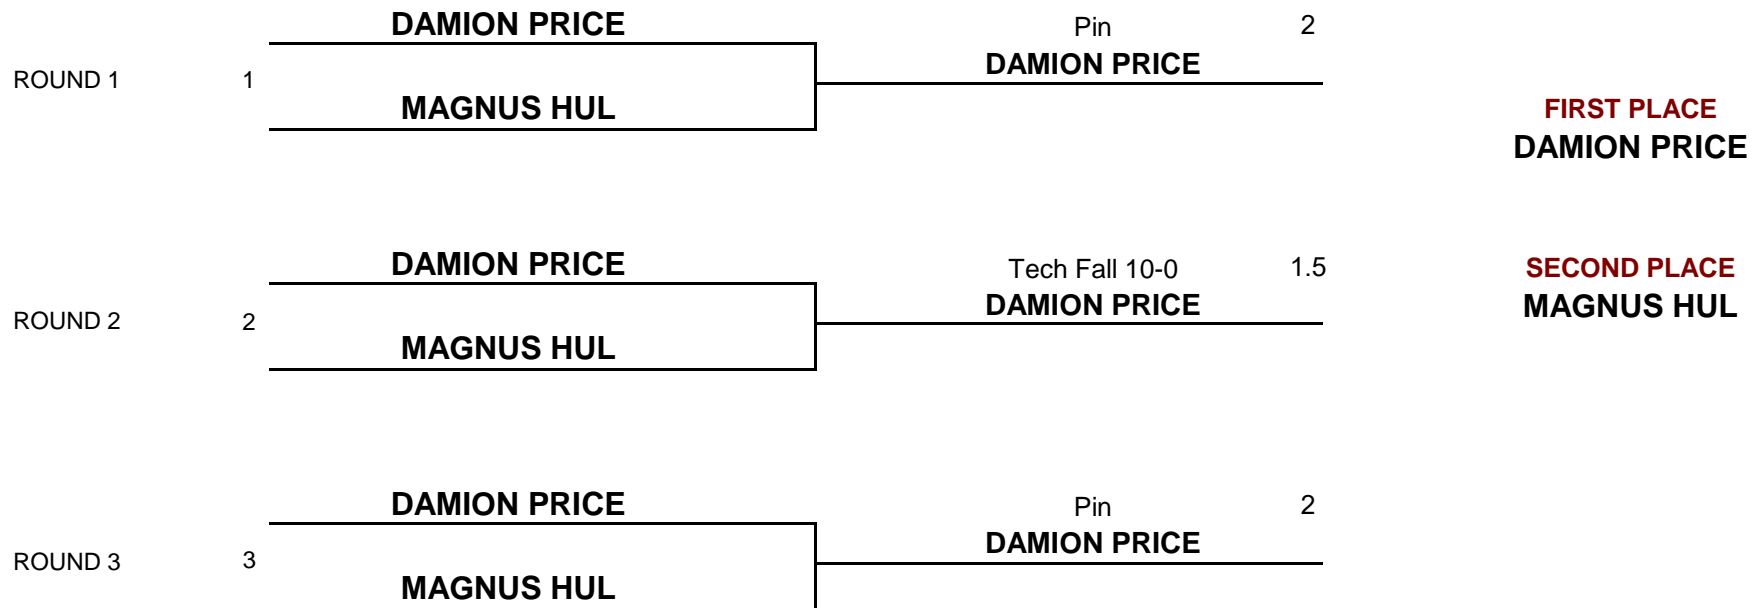 DAMION PRICE
Pin 2
ROUND 1 1
DAMION PRICE
MAGNUS HUL
FIRST PLACE
DAMION PRICE
DAMION PRICE
Tech Fall 10-0 1.5
SECOND PLACE
ROUND 2 2
DAMION PRICE
MAGNUS HUL
MAGNUS HUL
DAMION PRICE
Pin 2
ROUND 3 3
DAMION PRICE
MAGNUS HUL